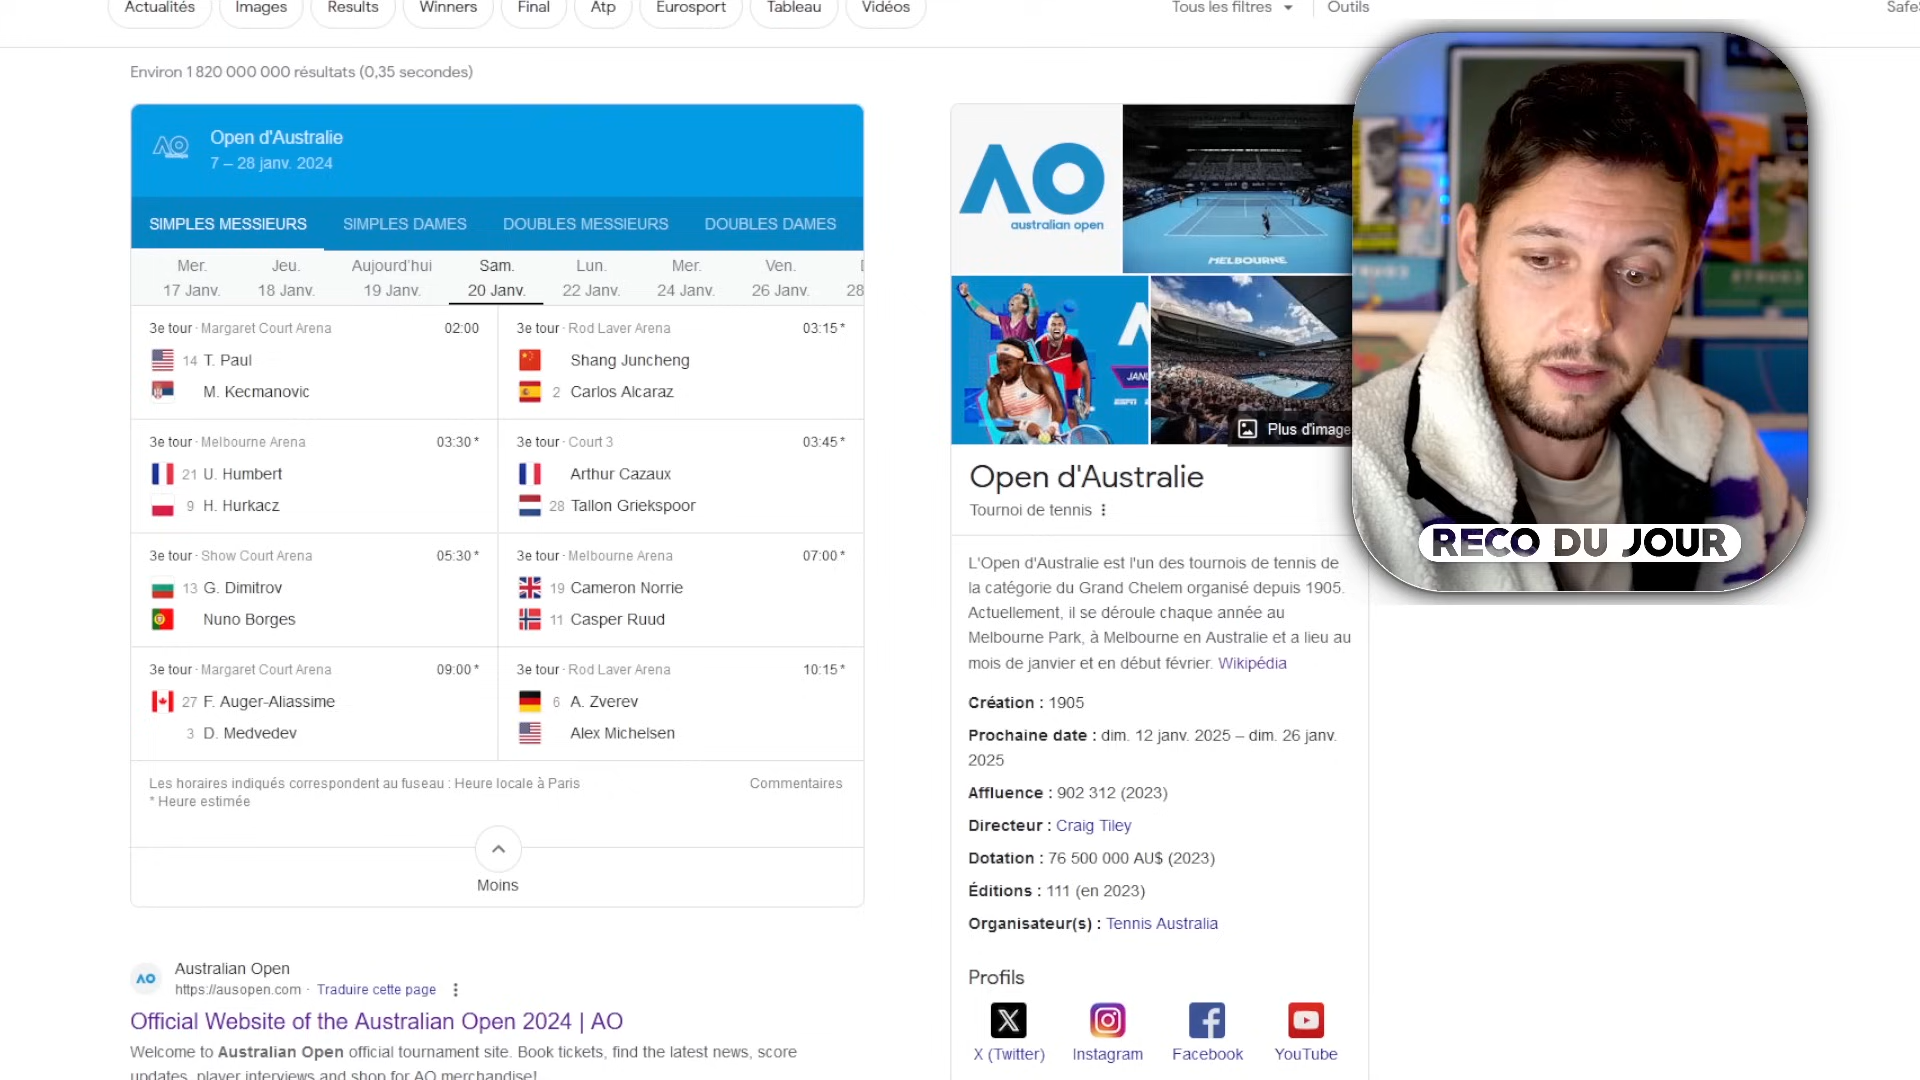 Actualités Images Results Winners Final Atp Eurosport Tableau Vidéos Tous les filtres Outils
Environ 1 820 000 000 résultats (0,35 secondes)
Open d'Australie
7 – 28 janv. 2024
SIMPLES MESSIEURS SIMPLES DAMES DOUBLES MESSIEURS DOUBLES DAMES
Mer. Jeu. Aujourd'hui Sam. Lun. Mer. Ven.
17 Janv. 18 Janv. 19 Janv. 20 Janv. 22 Janv. 24 Janv. 26 Janv. 28
3e tour · Margaret Court Arena 02:00
14 T. Paul
M. Kecmanovic
3e tour · Rod Laver Arena 03:15 *
Shang Juncheng
2 Carlos Alcaraz
3e tour · Melbourne Arena 03:30 *
21 U. Humbert
9 H. Hurkacz
3e tour · Court 3 03:45 *
Arthur Cazaux
28 Tallon Griekspoor
3e tour · Show Court Arena 05:30 *
13 G. Dimitrov
Nuno Borges
3e tour · Melbourne Arena 07:00 *
19 Cameron Norrie
11 Casper Ruud
3e tour · Margaret Court Arena 09:00 *
27 F. Auger-Aliassime
3 D. Medvedev
3e tour · Rod Laver Arena 10:15 *
6 A. Zverev
Alex Michelsen
Les horaires indiqués correspondent au fuseau : Heure locale à Paris
* Heure estimée
Commentaires
Moins
Australian Open
https://ausopen.com · Traduire cette page
Official Website of the Australian Open 2024 | AO
Welcome to Australian Open official tournament site. Book tickets, find the latest news, score
updates, player interviews and shop for AO merchandise!
AO
australian open
MELBOURNE
Plus d'image
Open d'Australie
Tournoi de tennis
L'Open d'Australie est l'un des tournois de tennis de
la catégorie du Grand Chelem organisé depuis 1905.
Actuellement, il se déroule chaque année au
Melbourne Park, à Melbourne en Australie et a lieu au
mois de janvier et en début février. Wikipédia
Création : 1905
Prochaine date : dim. 12 janv. 2025 – dim. 26 janv.
2025
Affluence : 902 312 (2023)
Directeur : Craig Tiley
Dotation : 76 500 000 AU$ (2023)
Éditions : 111 (en 2023)
Organisateur(s) : Tennis Australia
Profils
X (Twitter) Instagram Facebook YouTube
RECO DU JOUR